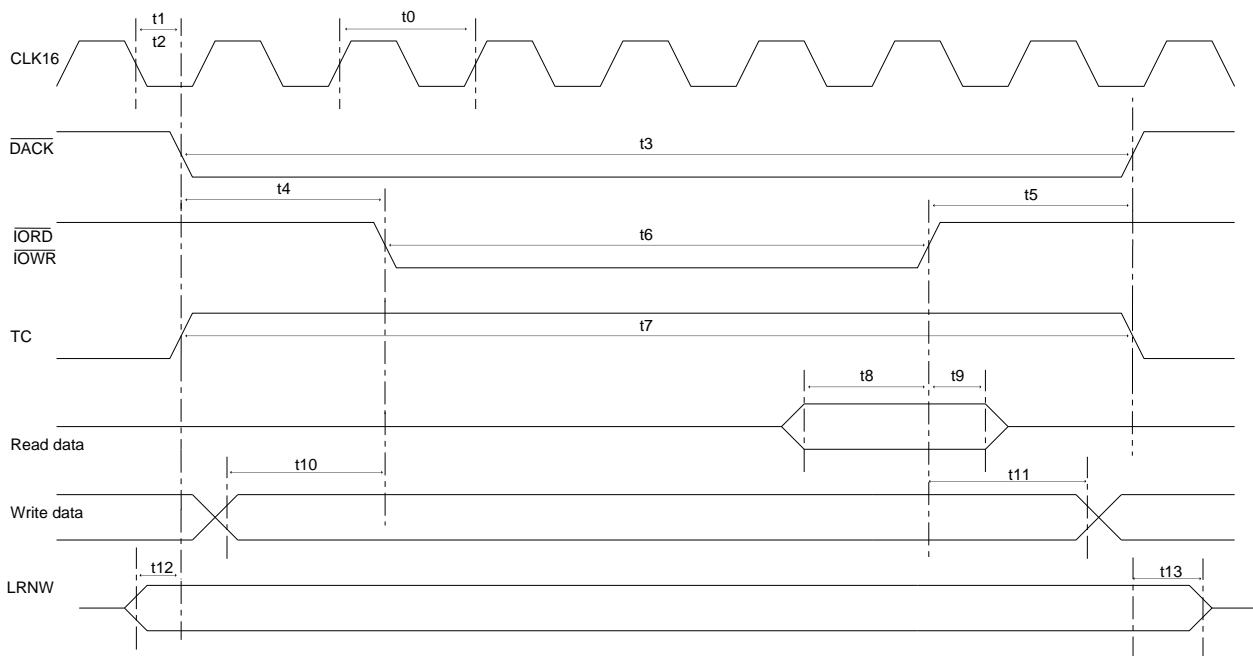 t1
t0
t2
CLK16
t3
DACK
t4
t5
IORD
t6
IOWR
t7
TC
t8
t9
Read data
t10
t11
Write data
t12
t13
LRNW